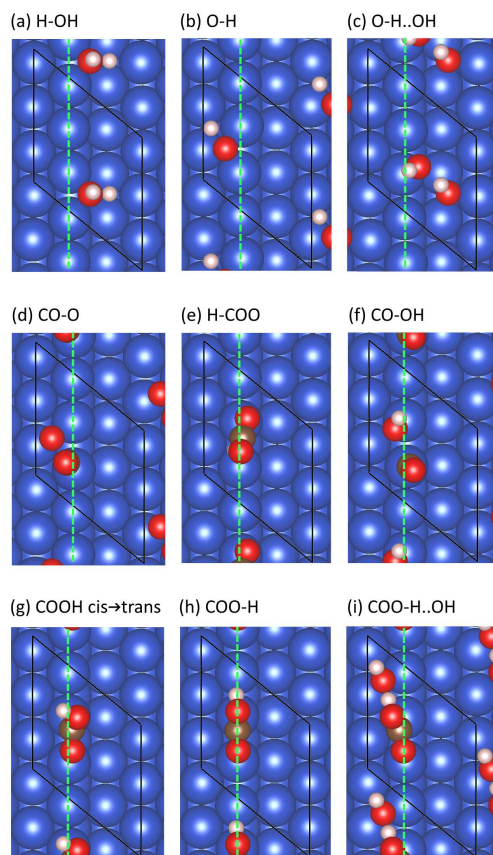 (a) H-OH
(b) O-H
(c) O-H..OH
(d) CO-O
(e) H-COO
(f) CO-OH
(g) COOH cis→trans
(h) COO-H
(i) COO-H..OH